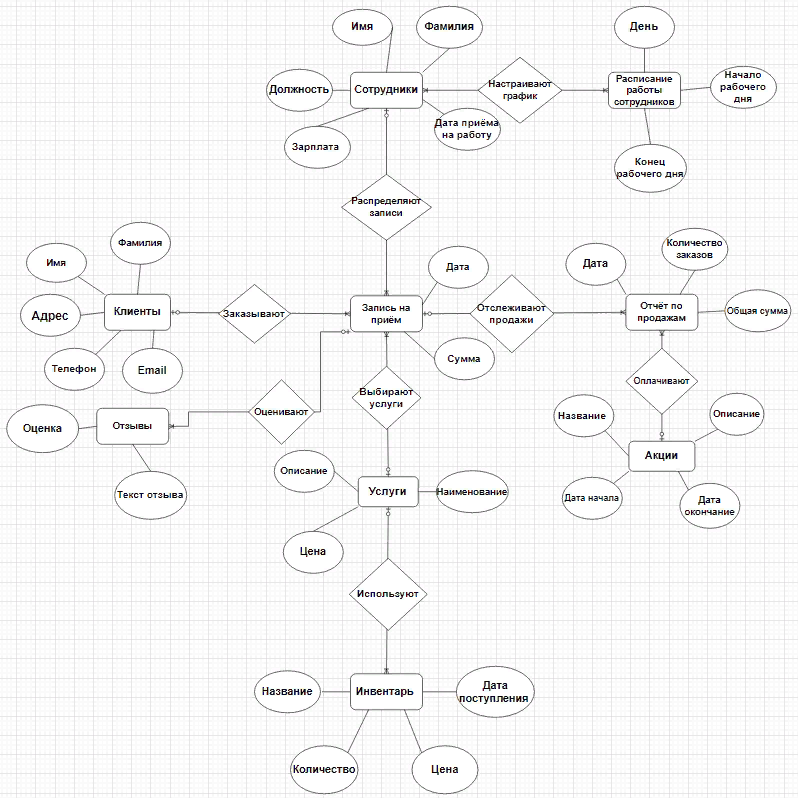 Имя
Фамилия
День
Должность
Сотрудники
Настраивают
график
Расписание
работы
сотрудников
Начало
рабочего
дня
Зарплата
Дата приёма
на работу
Конец
рабочего дня
Распределяют
записи
Имя
Фамилия
Дата
Дата
Количество
заказов
Адрес
Клиенты
Заказывают
Запись на
приём
Отслеживают
продажи
Отчёт по
продажам
Общая сумма
Телефон
Email
Сумма
Оплачивают
Оценка
Отзывы
Оценивают
Выбирают
услуги
Название
Описание
Текст отзыва
Описание
Услуги
Наименование
Акции
Дата начала
Дата
окончание
Цена
Используют
Название
Инвентарь
Дата
поступления
Количество
Цена